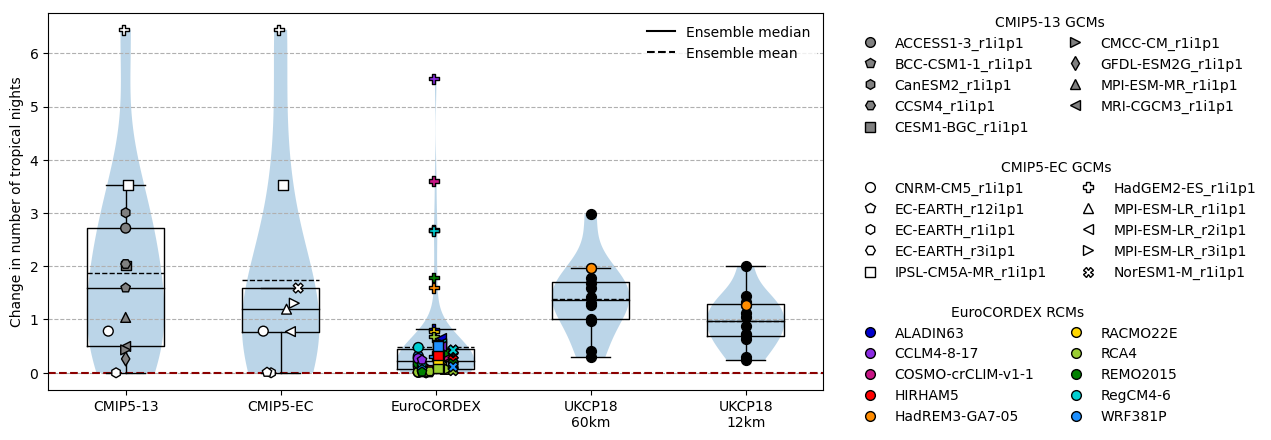 Change in number of tropical nights
6
5
4
3
2
1
0
Ensemble median
Ensemble mean
CMIP5-13
CMIP5-EC
EuroCORDEX
UKCP18
60km
UKCP18
12km
CMIP5-13 GCMs
ACCESS1-3_r1i1p1
BCC-CSM1-1_r1i1p1
CanESM2_r1i1p1
CCSM4_r1i1p1
CESM1-BGC_r1i1p1
CMCC-CM_r1i1p1
GFDL-ESM2G_r1i1p1
MPI-ESM-MR_r1i1p1
MRI-CGCM3_r1i1p1
CMIP5-EC GCMs
CNRM-CM5_r1i1p1
EC-EARTH_r12i1p1
EC-EARTH_r1i1p1
EC-EARTH_r3i1p1
IPSL-CM5A-MR_r1i1p1
HadGEM2-ES_r1i1p1
MPI-ESM-LR_r1i1p1
MPI-ESM-LR_r2i1p1
MPI-ESM-LR_r3i1p1
NorESM1-M_r1i1p1
EuroCORDEX RCMs
ALADIN63
CCLM4-8-17
COSMO-crCLIM-v1-1
HIRHAM5
HadREM3-GA7-05
RACMO22E
RCA4
REMO2015
RegCM4-6
WRF381P